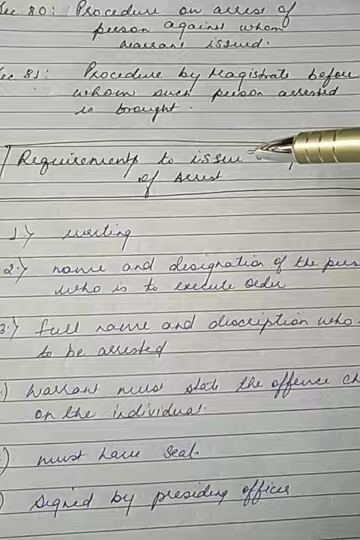 Sec 80: Procedure on arrest of
person against whom
warrant issued.
Sec 81: Procedure by Magistrate before
whom such person arrested
is brought.
Requirements to issue
of Arrest
1.) writing
2.) name and designation of the per
who is to execute order
3.) full name and discription who
to be arrested
.) Warrant must state the offence ch
on the individual.
) must have seal.
) signed by presiding officer